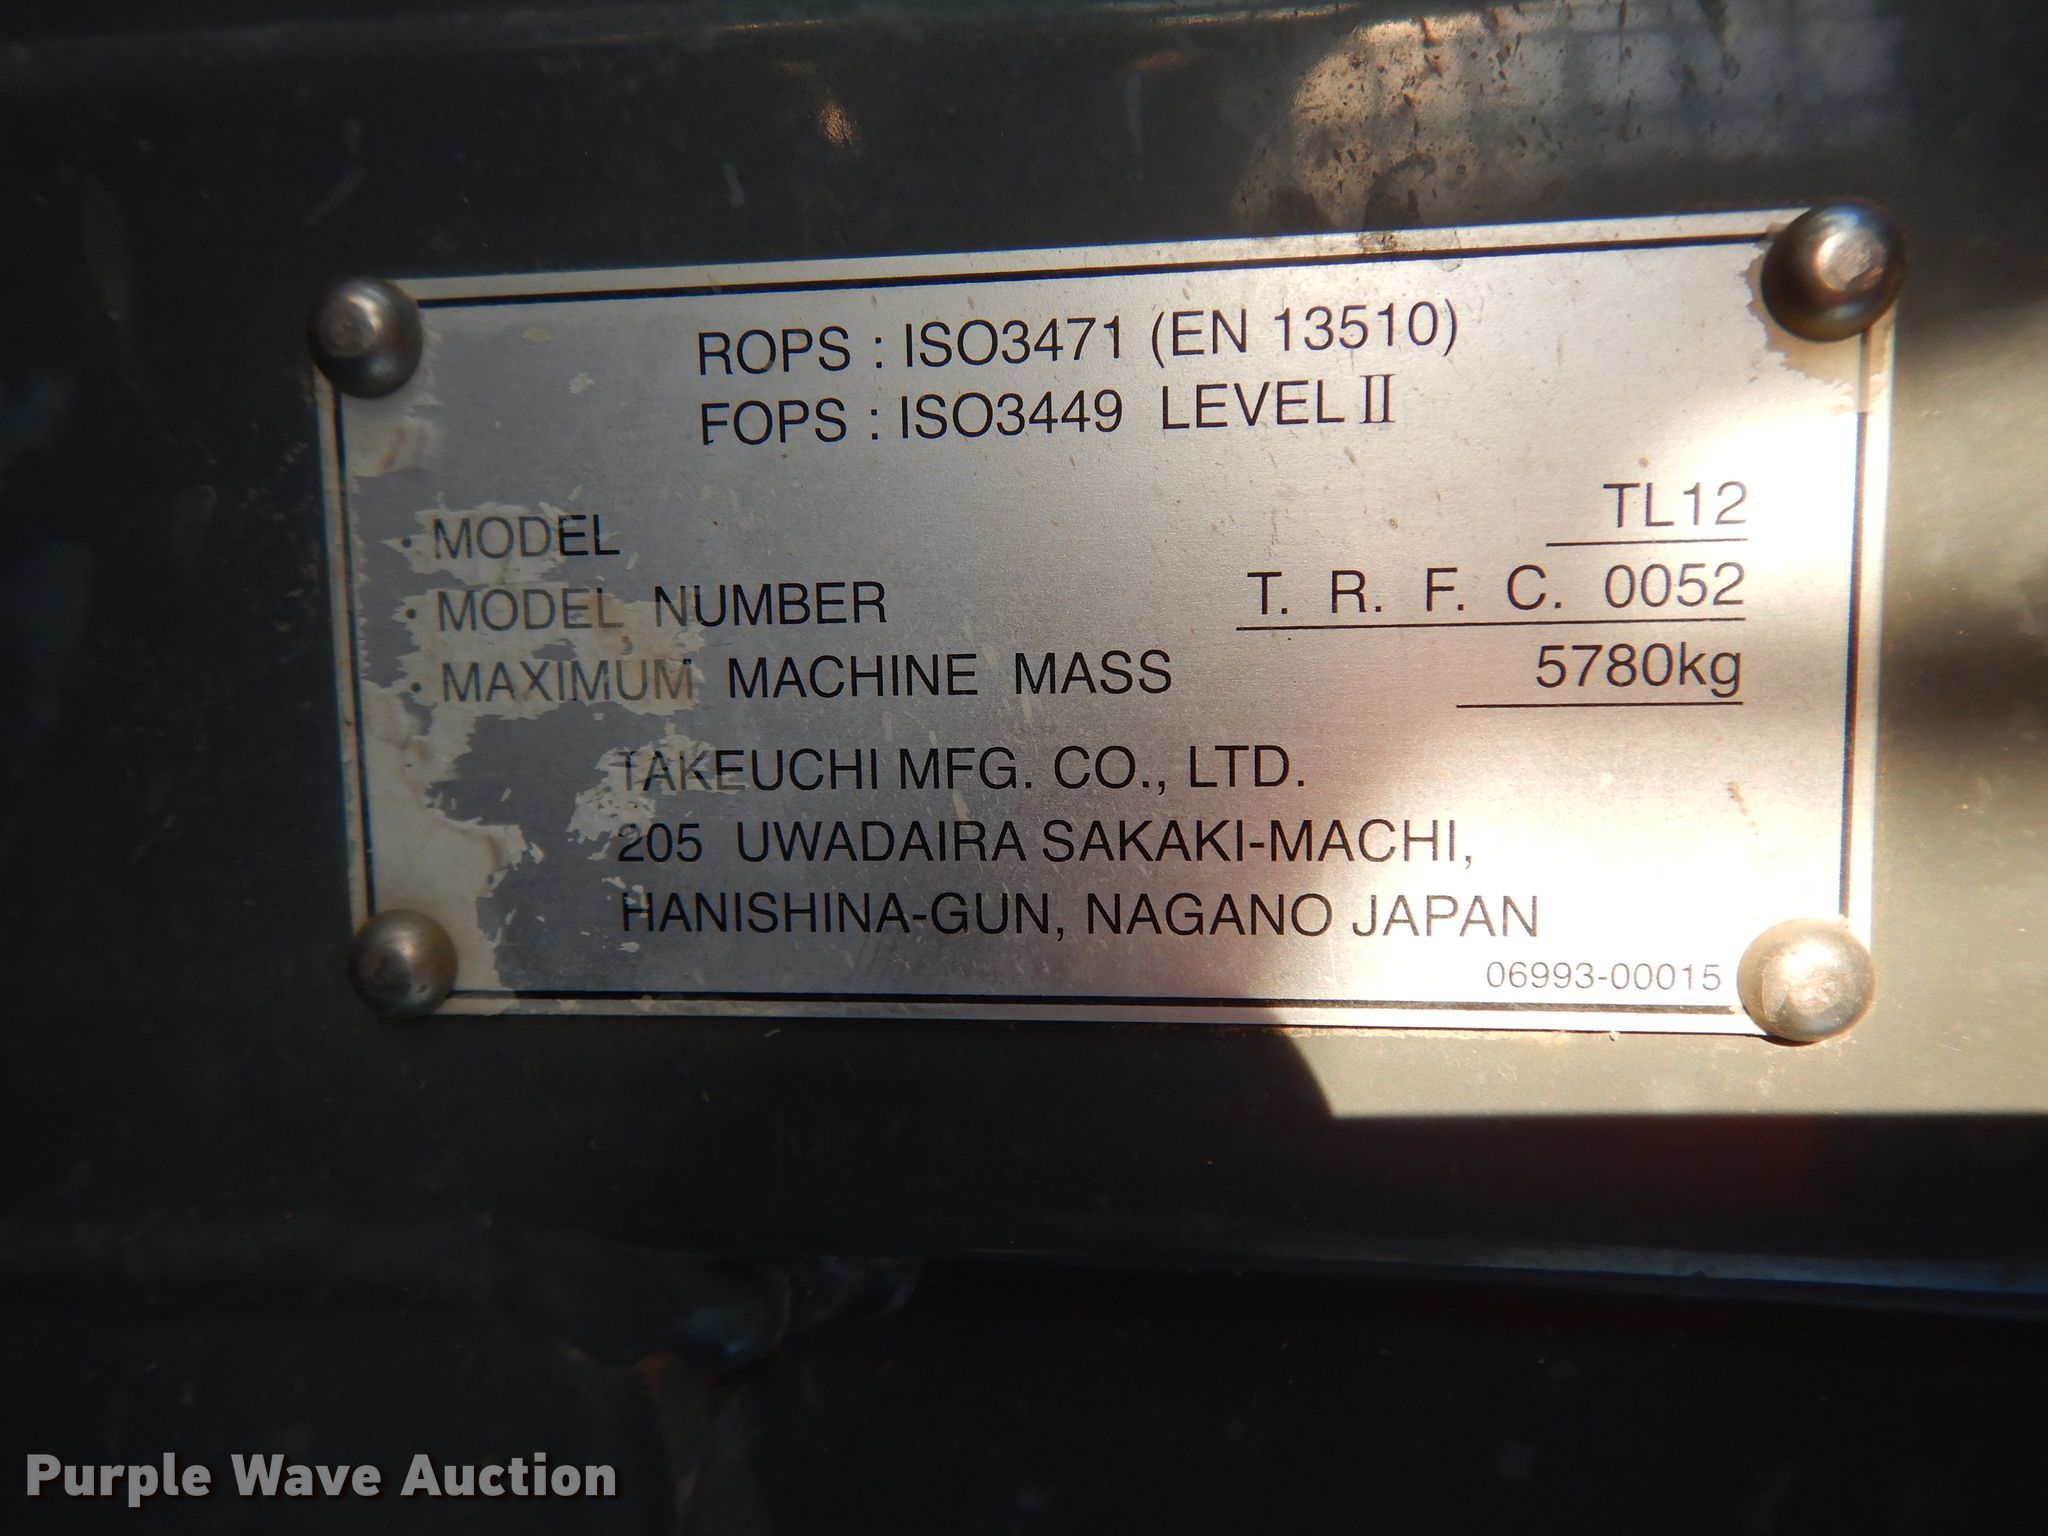 ROPS : ISO3471 (EN 13510)
FOPS : ISO3449 LEVEL Ⅱ
・MODEL TL12
・MODEL NUMBER T. R. F. C. 0052
・MAXIMUM MACHINE MASS 5780kg
TAKEUCHI MFG. CO., LTD.
205 UWADAIRA SAKAKI-MACHI,
HANISHINA-GUN, NAGANO JAPAN
06993-00015
Purple Wave Auction